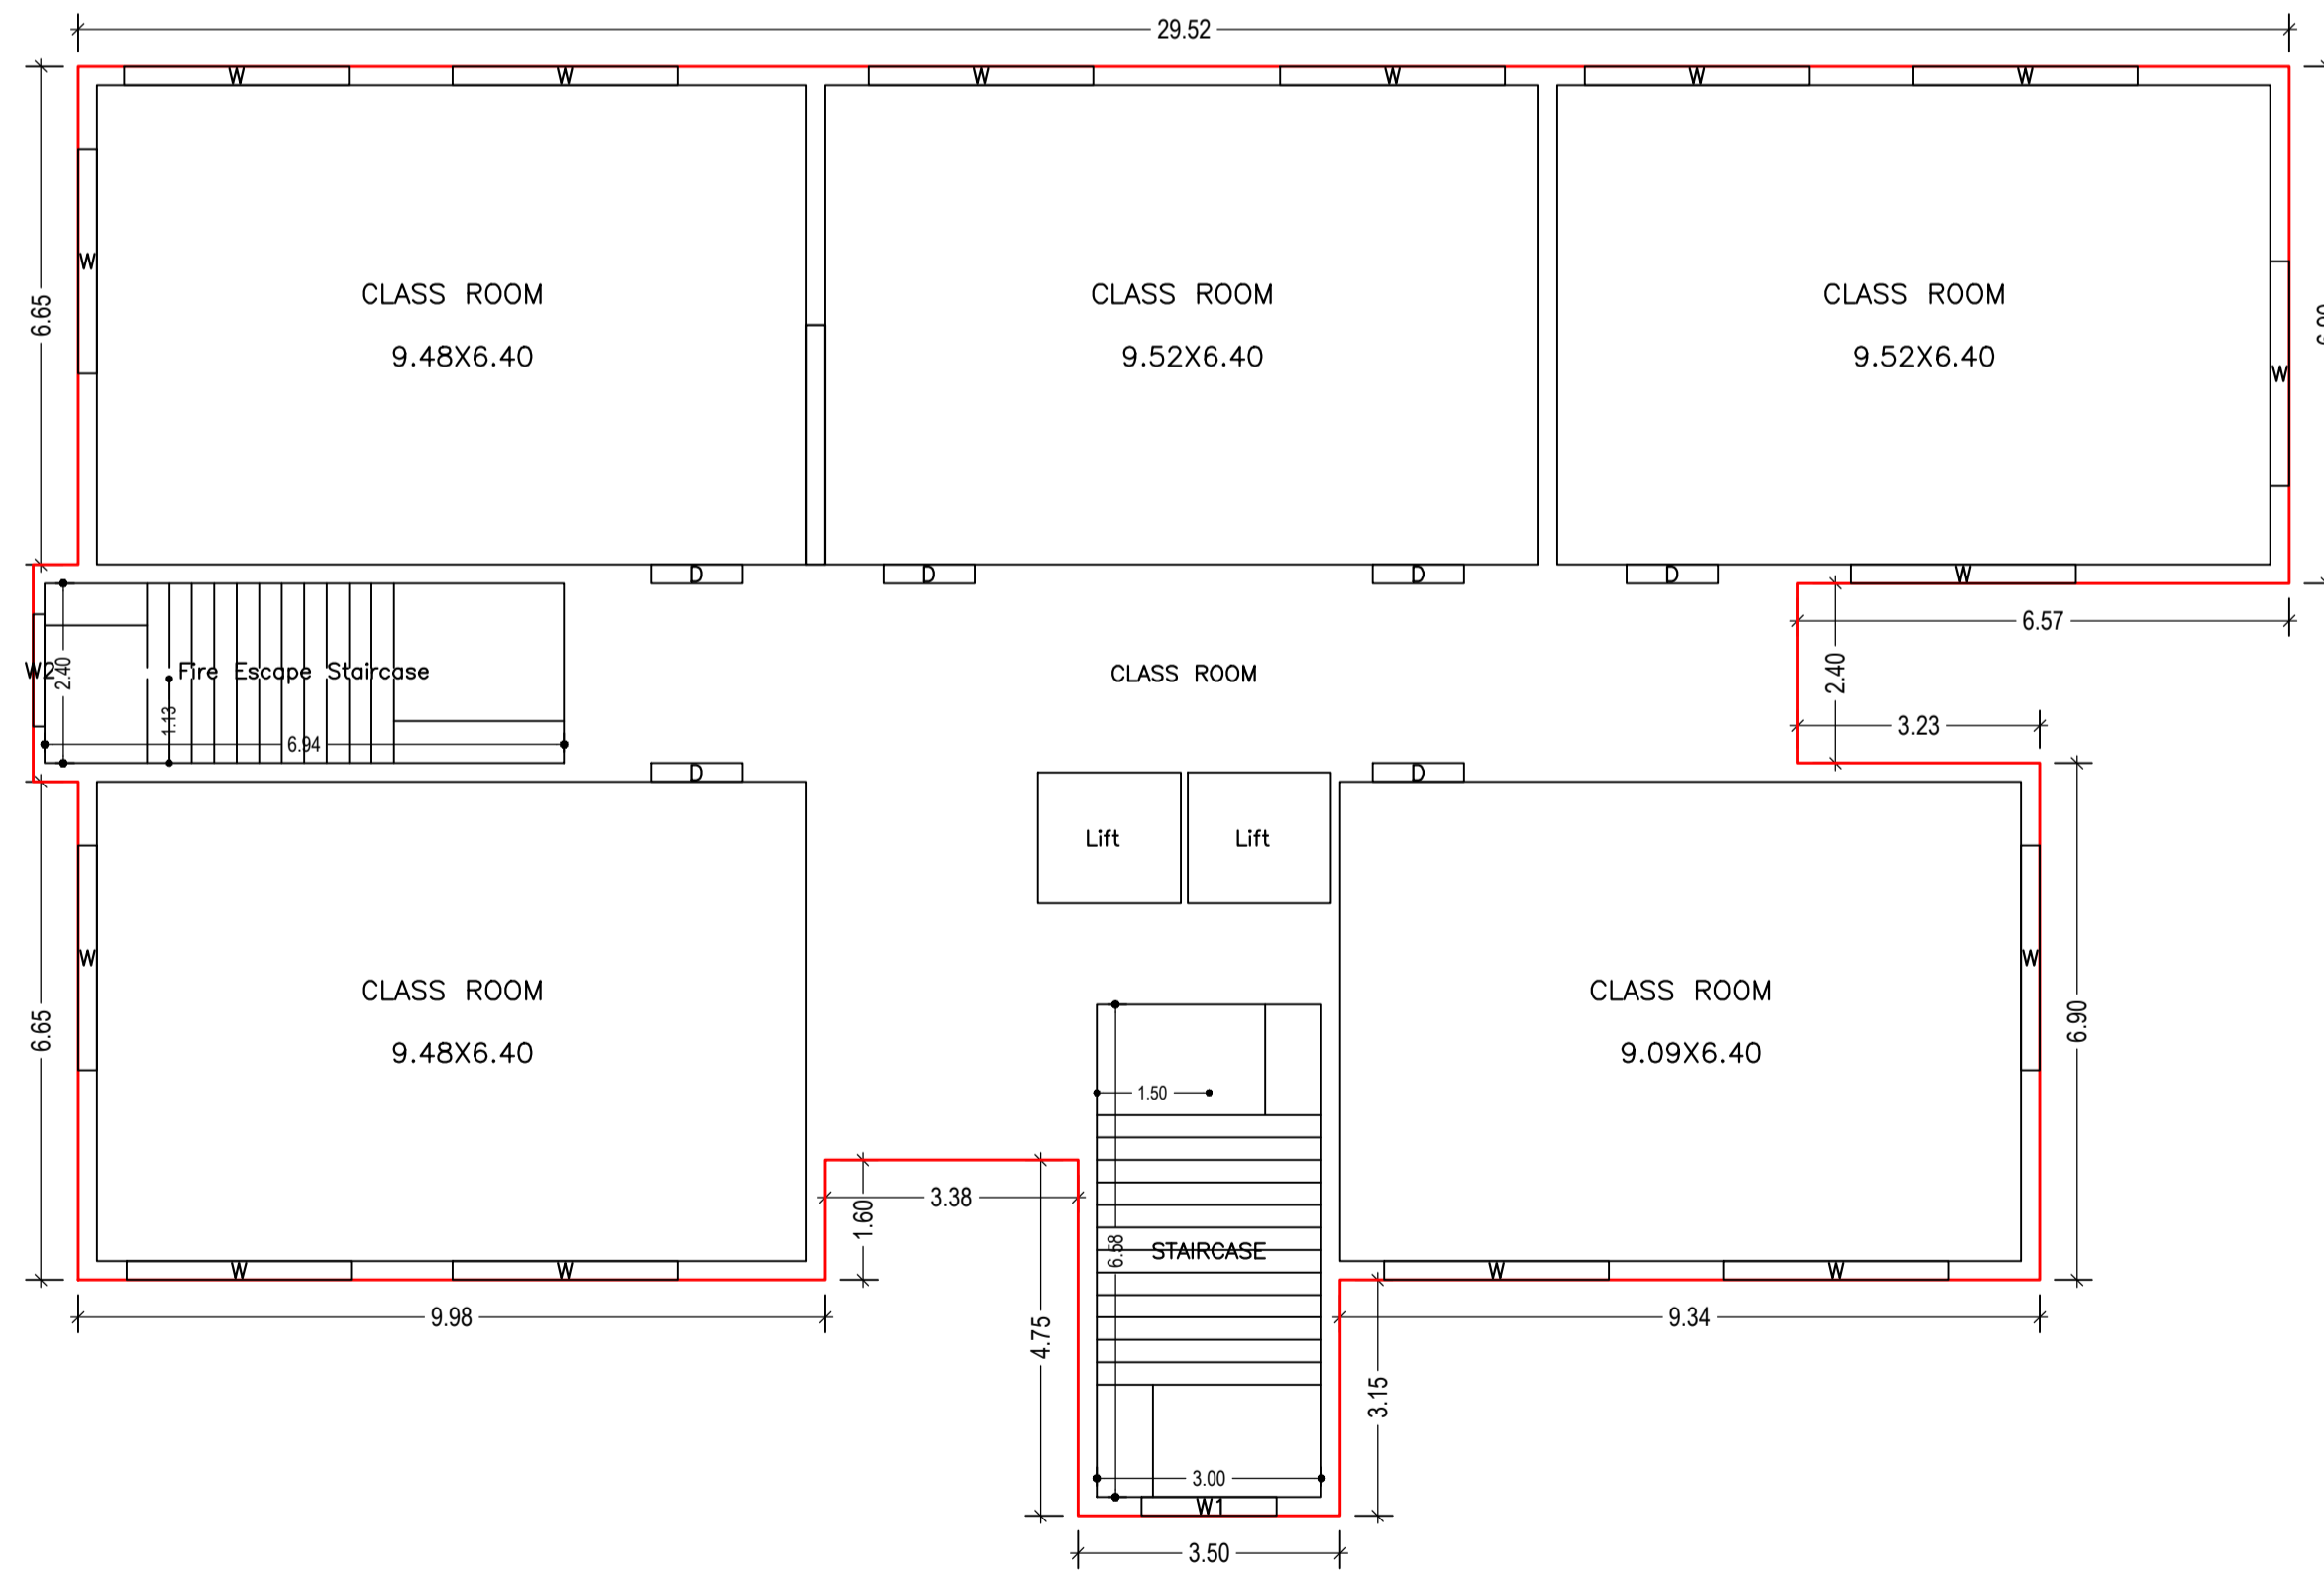 29.52
W W W W W W
W
6.65
CLASS ROOM
9.48X6.40
CLASS ROOM
9.52X6.40
CLASS ROOM
9.52X6.40
W
D D D D W
6.57
W2
2.40
Fire Escape Staircase
1.13
6.94
CLASS ROOM
2.40
3.23
D D
Lift Lift
W
6.65
CLASS ROOM
9.48X6.40
CLASS ROOM
9.09X6.40
W
6.90
1.50
3.38
1.60
6.58
STAIRCASE
W W W W
9.98
4.75
9.34
3.15
3.00
W1
3.50